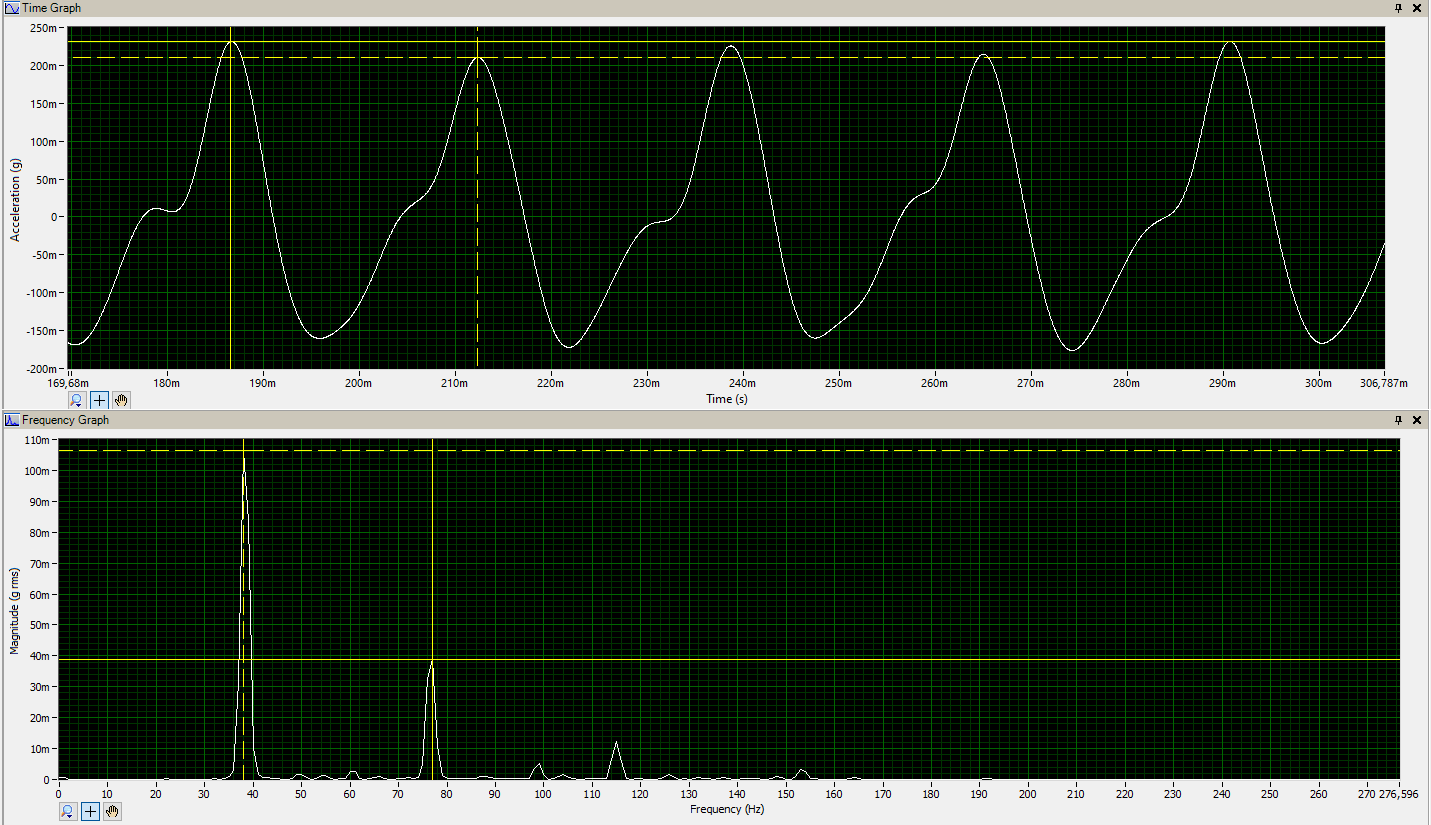 Time Graph
250m
200m
150m
100m
50m
0
-50m
-100m
-150m
-200m
Acceleration (g)
169,68m 180m 190m 200m 210m 220m 230m 240m 250m 260m 270m 280m 290m 300m 306,787m
Time (s)
Frequency Graph
110m
100m
90m
80m
70m
60m
50m
40m
30m
20m
10m
0
Magnitude (g rms)
0 10 20 30 40 50 60 70 80 90 100 110 120 130 140 150 160 170 180 190 200 210 220 230 240 250 260 270 276,596
Frequency (Hz)